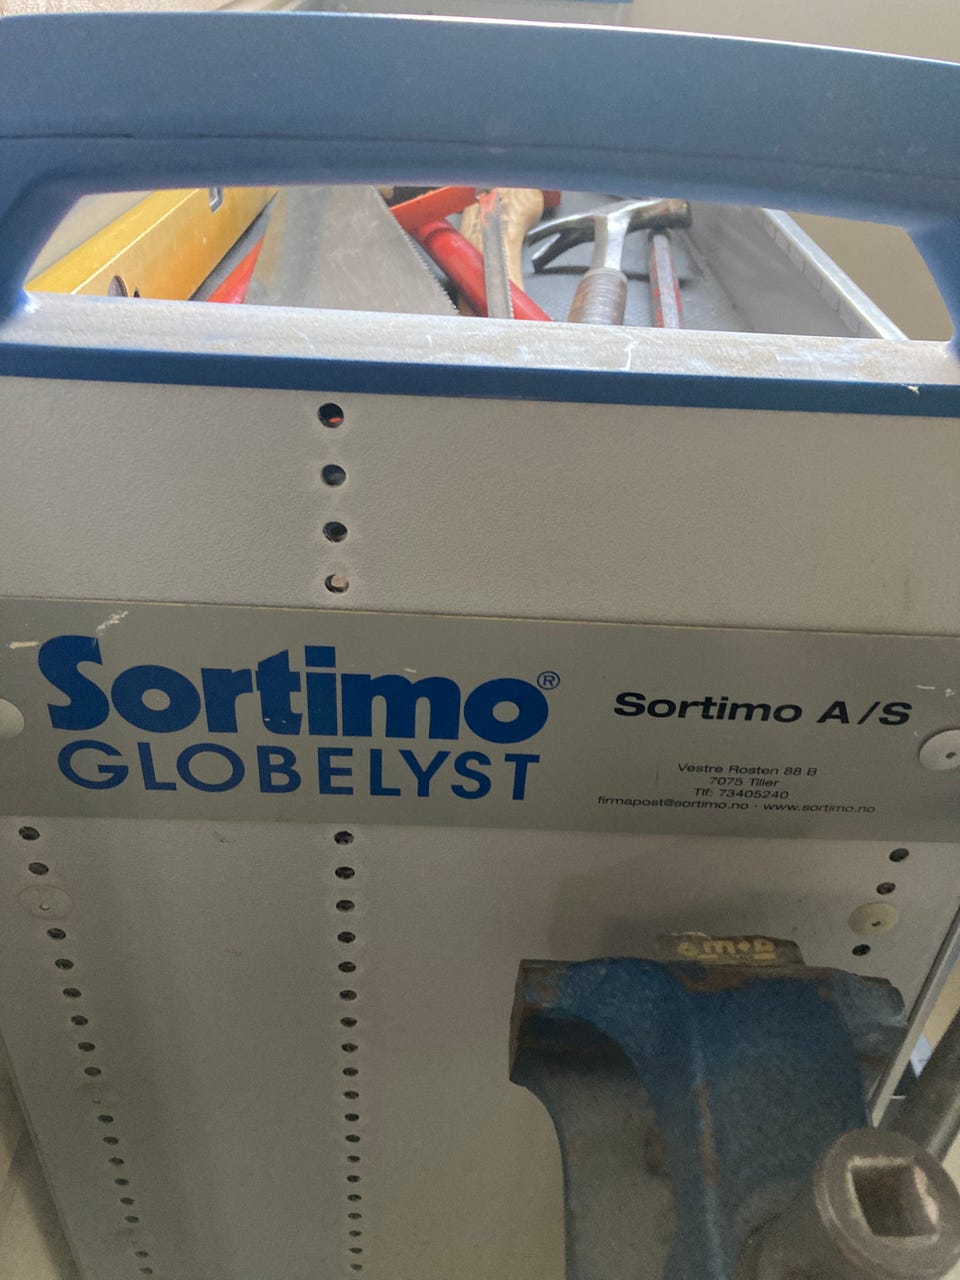 Sortimo®
GLOBELYST
Sortimo A/S
Vestre Rosten 88 B
7075 Tiller
Tlf: 73405240
firmapost@sortimo.no · www.sortimo.no